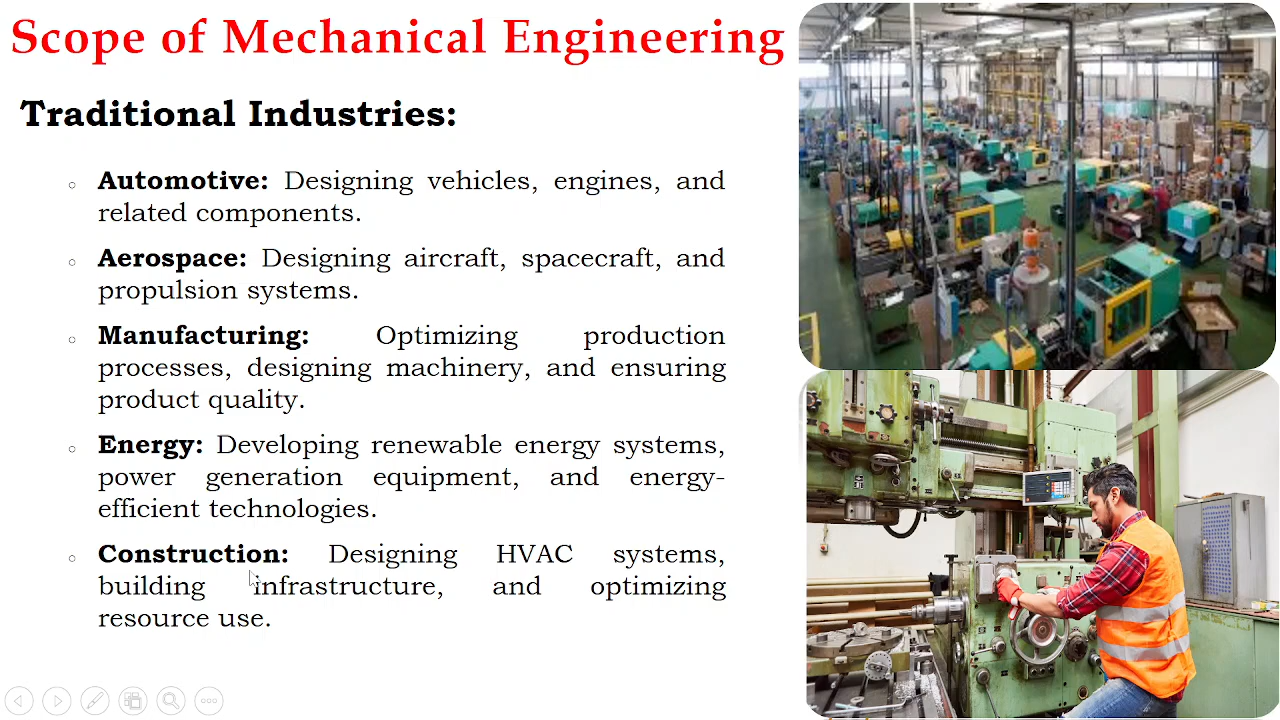 Scope of Mechanical Engineering
Traditional Industries:
Automotive: Designing vehicles, engines, and
related components.
Aerospace: Designing aircraft, spacecraft, and
propulsion systems.
Manufacturing: Optimizing production
processes, designing machinery, and ensuring
product quality.
Energy: Developing renewable energy systems,
power generation equipment, and energy-
efficient technologies.
Construction: Designing HVAC systems,
building infrastructure, and optimizing
resource use.